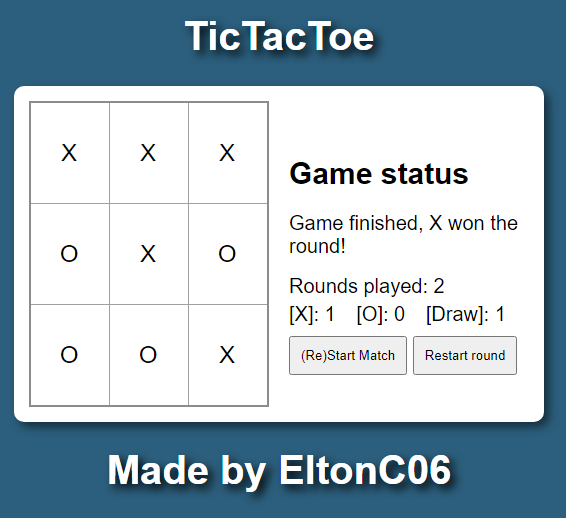 TicTacToe
X X X
O X O
O O X
Game status
Game finished, X won the
round!
Rounds played: 2
[X]: 1 [O]: 0 [Draw]: 1
(Re)Start Match Restart round
Made by EltonC06